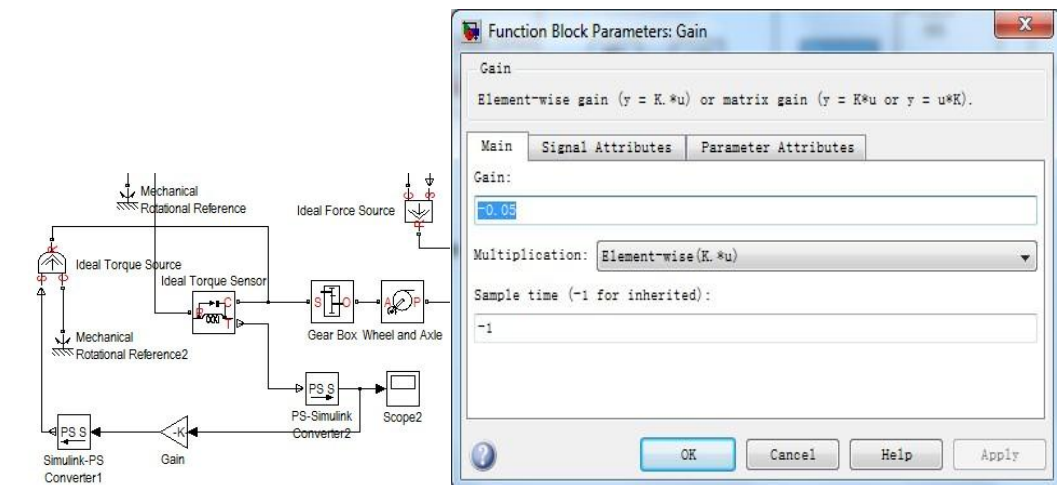 Mechanical
Rotational Reference
Ideal Force Source
S
R
C
Ideal Torque Source
Ideal Torque Sensor
R
C
T
S
O
A
P
Gear Box
Wheel and Axle
Mechanical
Rotational Reference2
PS S
PS-Simulink
Converter2
Scope2
PS S
Simulink-PS
Converter1
-K-
Gain
Function Block Parameters: Gain
Gain
Element-wise gain (y = K.*u) or matrix gain (y = K*u or y = u*K).
Main
Signal Attributes
Parameter Attributes
Gain:
-0.05
Multiplication:
Element-wise(K.*u)
Sample time (-1 for inherited):
-1
OK
Cancel
Help
Apply